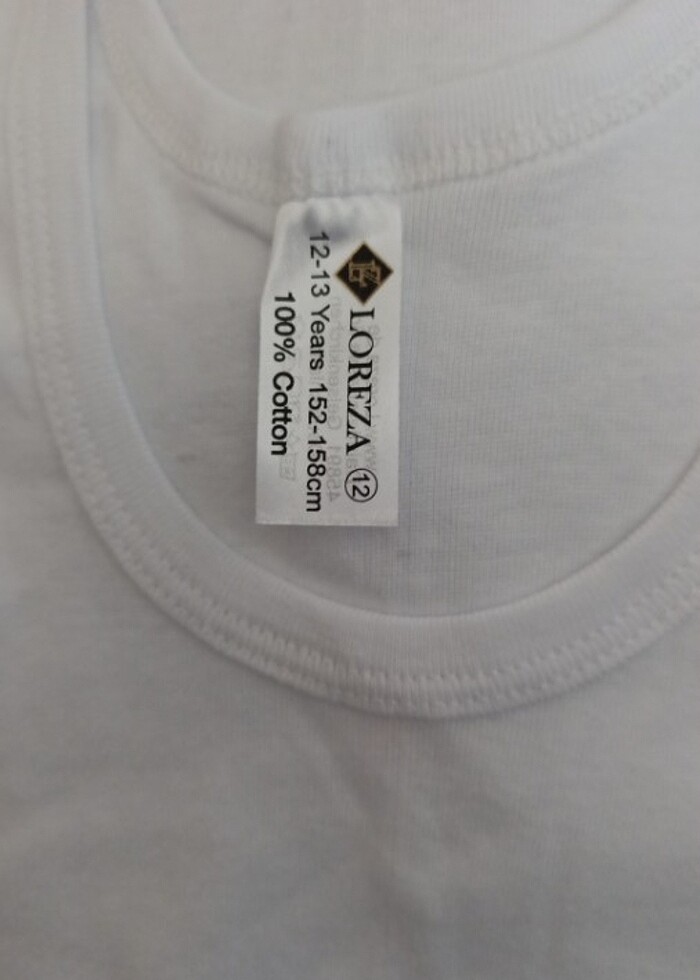 LOREZA 12
12-13 Years 152-158cm
100% Cotton